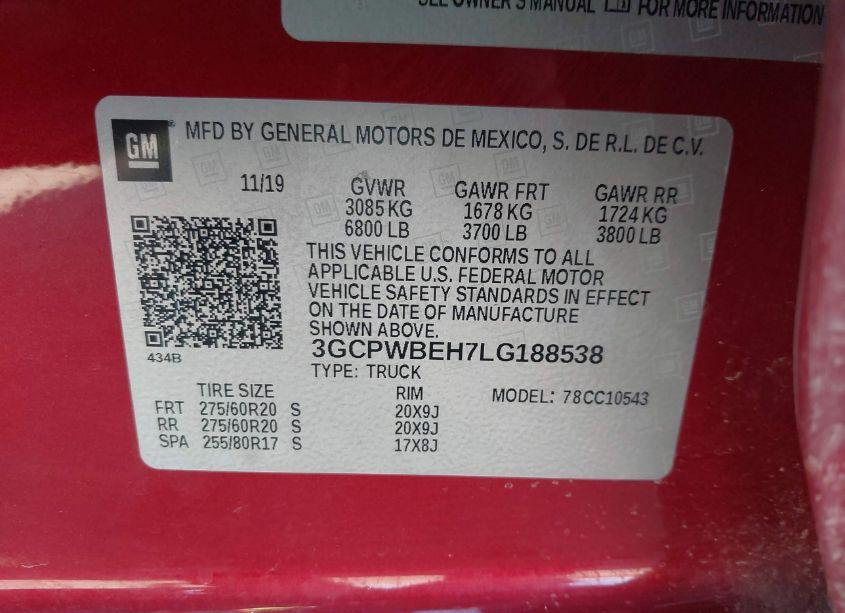 SEE OWNER'S MANUAL FOR MORE INFORMATION
GM
MFD BY GENERAL MOTORS DE MEXICO, S. DE R.L. DE C.V.
11/19 GVWR GAWR FRT GAWR RR
3085 KG 1678 KG 1724 KG
6800 LB 3700 LB 3800 LB
THIS VEHICLE CONFORMS TO ALL
APPLICABLE U.S. FEDERAL MOTOR
VEHICLE SAFETY STANDARDS IN EFFECT
ON THE DATE OF MANUFACTURE
SHOWN ABOVE.
434B
3GCPWBEH7LG188538
TYPE: TRUCK
TIRE SIZE RIM MODEL: 78CC10543
FRT 275/60R20 S 20X9J
RR 275/60R20 S 20X9J
SPA 255/80R17 S 17X8J